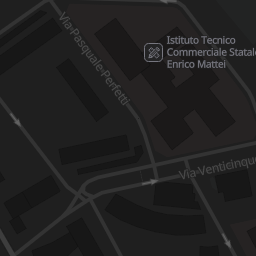 Via-Pasquale-Perfetti
Istituto Tecnico
Commerciale Statale
Enrico Mattei
Via-Venticinque